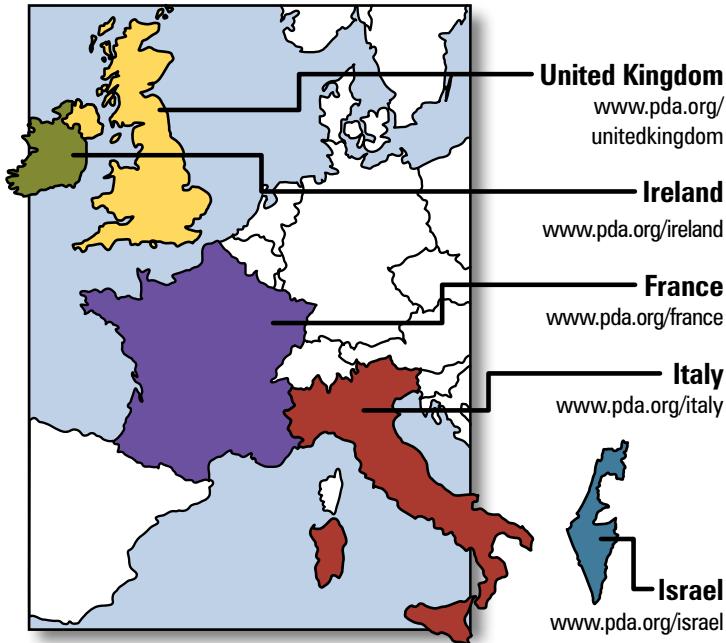 United Kingdom
www.pda.org/
unitedkingdom
Ireland
www.pda.org/ireland
France
www.pda.org/france
Italy
www.pda.org/italy
Israel
www.pda.org/israel